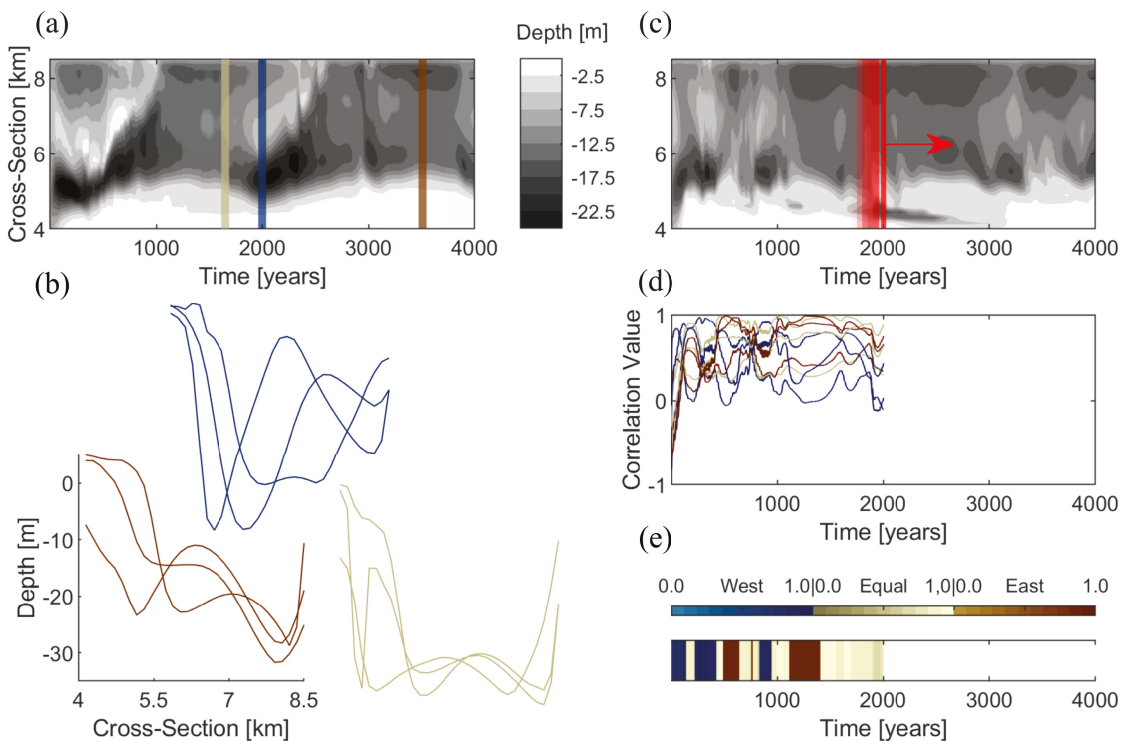 (a)
Cross-Section [km]
8
6
4
1000
2000
3000
4000
Time [years]
Depth [m]
-2.5
-7.5
-12.5
-17.5
-22.5
(c)
8
6
4
1000
2000
3000
4000
Time [years]
(b)
Depth [m]
0
-10
-20
-30
4
5.5
7
8.5
Cross-Section [km]
(d)
Correlation Value
1
0
-1
1000
2000
3000
4000
Time [years]
(e)
0.0 West 1.0|0.0 Equal 1,0|0.0 East 1.0
1000
2000
3000
4000
Time [years]